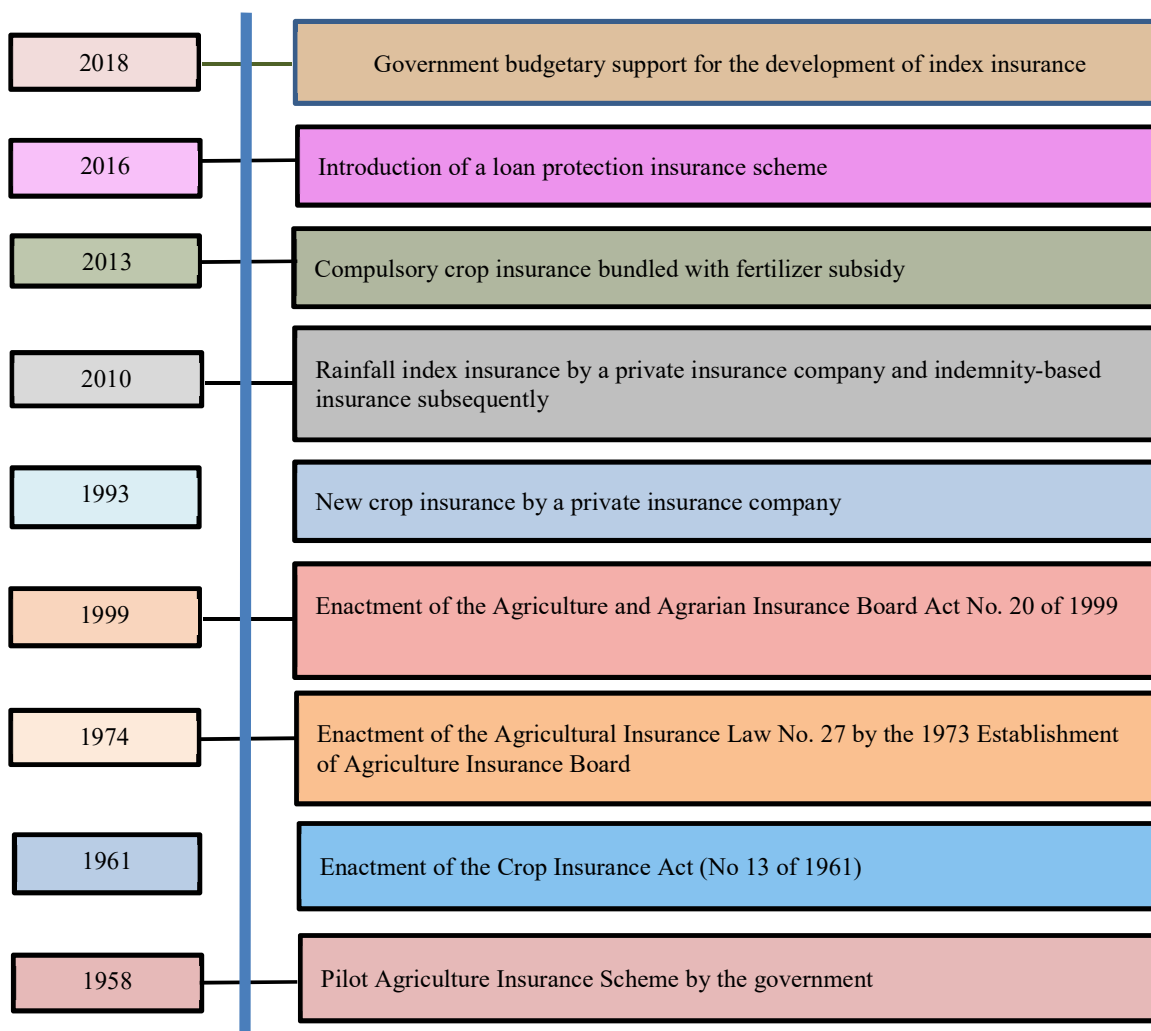 2018
Government budgetary support for the development of index insurance
2016
Introduction of a loan protection insurance scheme
2013
Compulsory crop insurance bundled with fertilizer subsidy
2010
Rainfall index insurance by a private insurance company and indemnity-based
insurance subsequently
1993
New crop insurance by a private insurance company
1999
Enactment of the Agriculture and Agrarian Insurance Board Act No. 20 of 1999
1974
Enactment of the Agricultural Insurance Law No. 27 by the 1973 Establishment
of Agriculture Insurance Board
1961
Enactment of the Crop Insurance Act (No 13 of 1961)
1958
Pilot Agriculture Insurance Scheme by the government